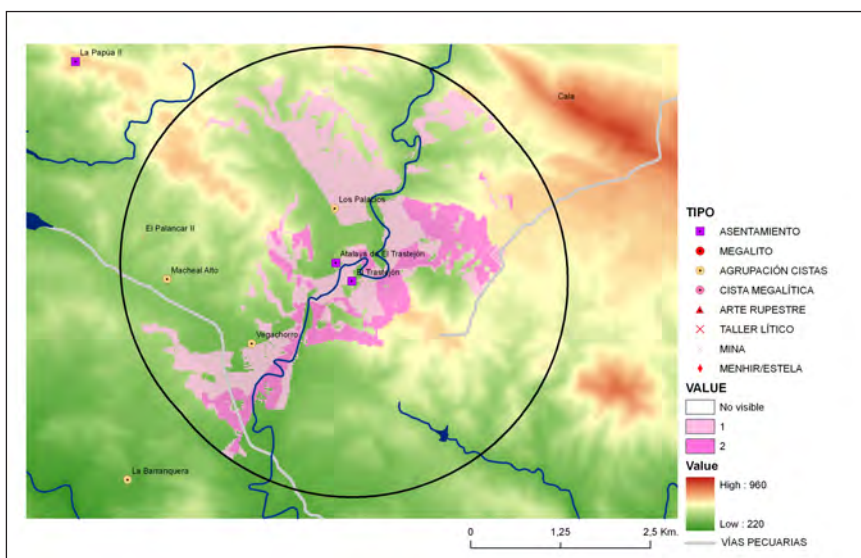 La Papúa II
Cala
Los Palacios
El Palancar II
Atalaya de El Trastejón
El Trastejón
Macheal Alto
Vegachorro
La Barranquera
TIPO
ASENTAMIENTO
MEGALITO
AGRUPACIÓN CISTAS
CISTA MEGALÍTICA
ARTE RUPESTRE
TALLER LÍTICO
MINA
MENHIR/ESTELA
VALUE
No visible
1
2
Value
High : 960
Low : 220
VÍAS PECUARIAS
0 1,25 2,5 Km.